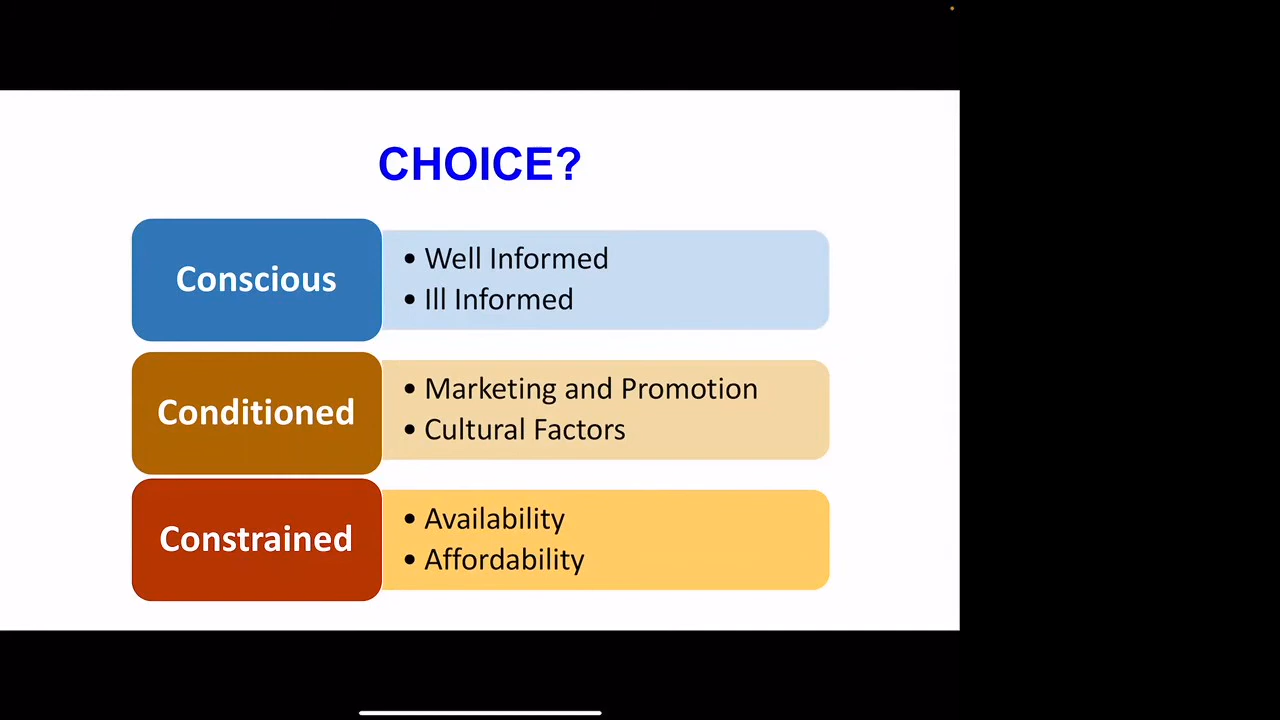 CHOICE?
Conscious
• Well Informed
• Ill Informed
Conditioned
• Marketing and Promotion
• Cultural Factors
Constrained
• Availability
• Affordability